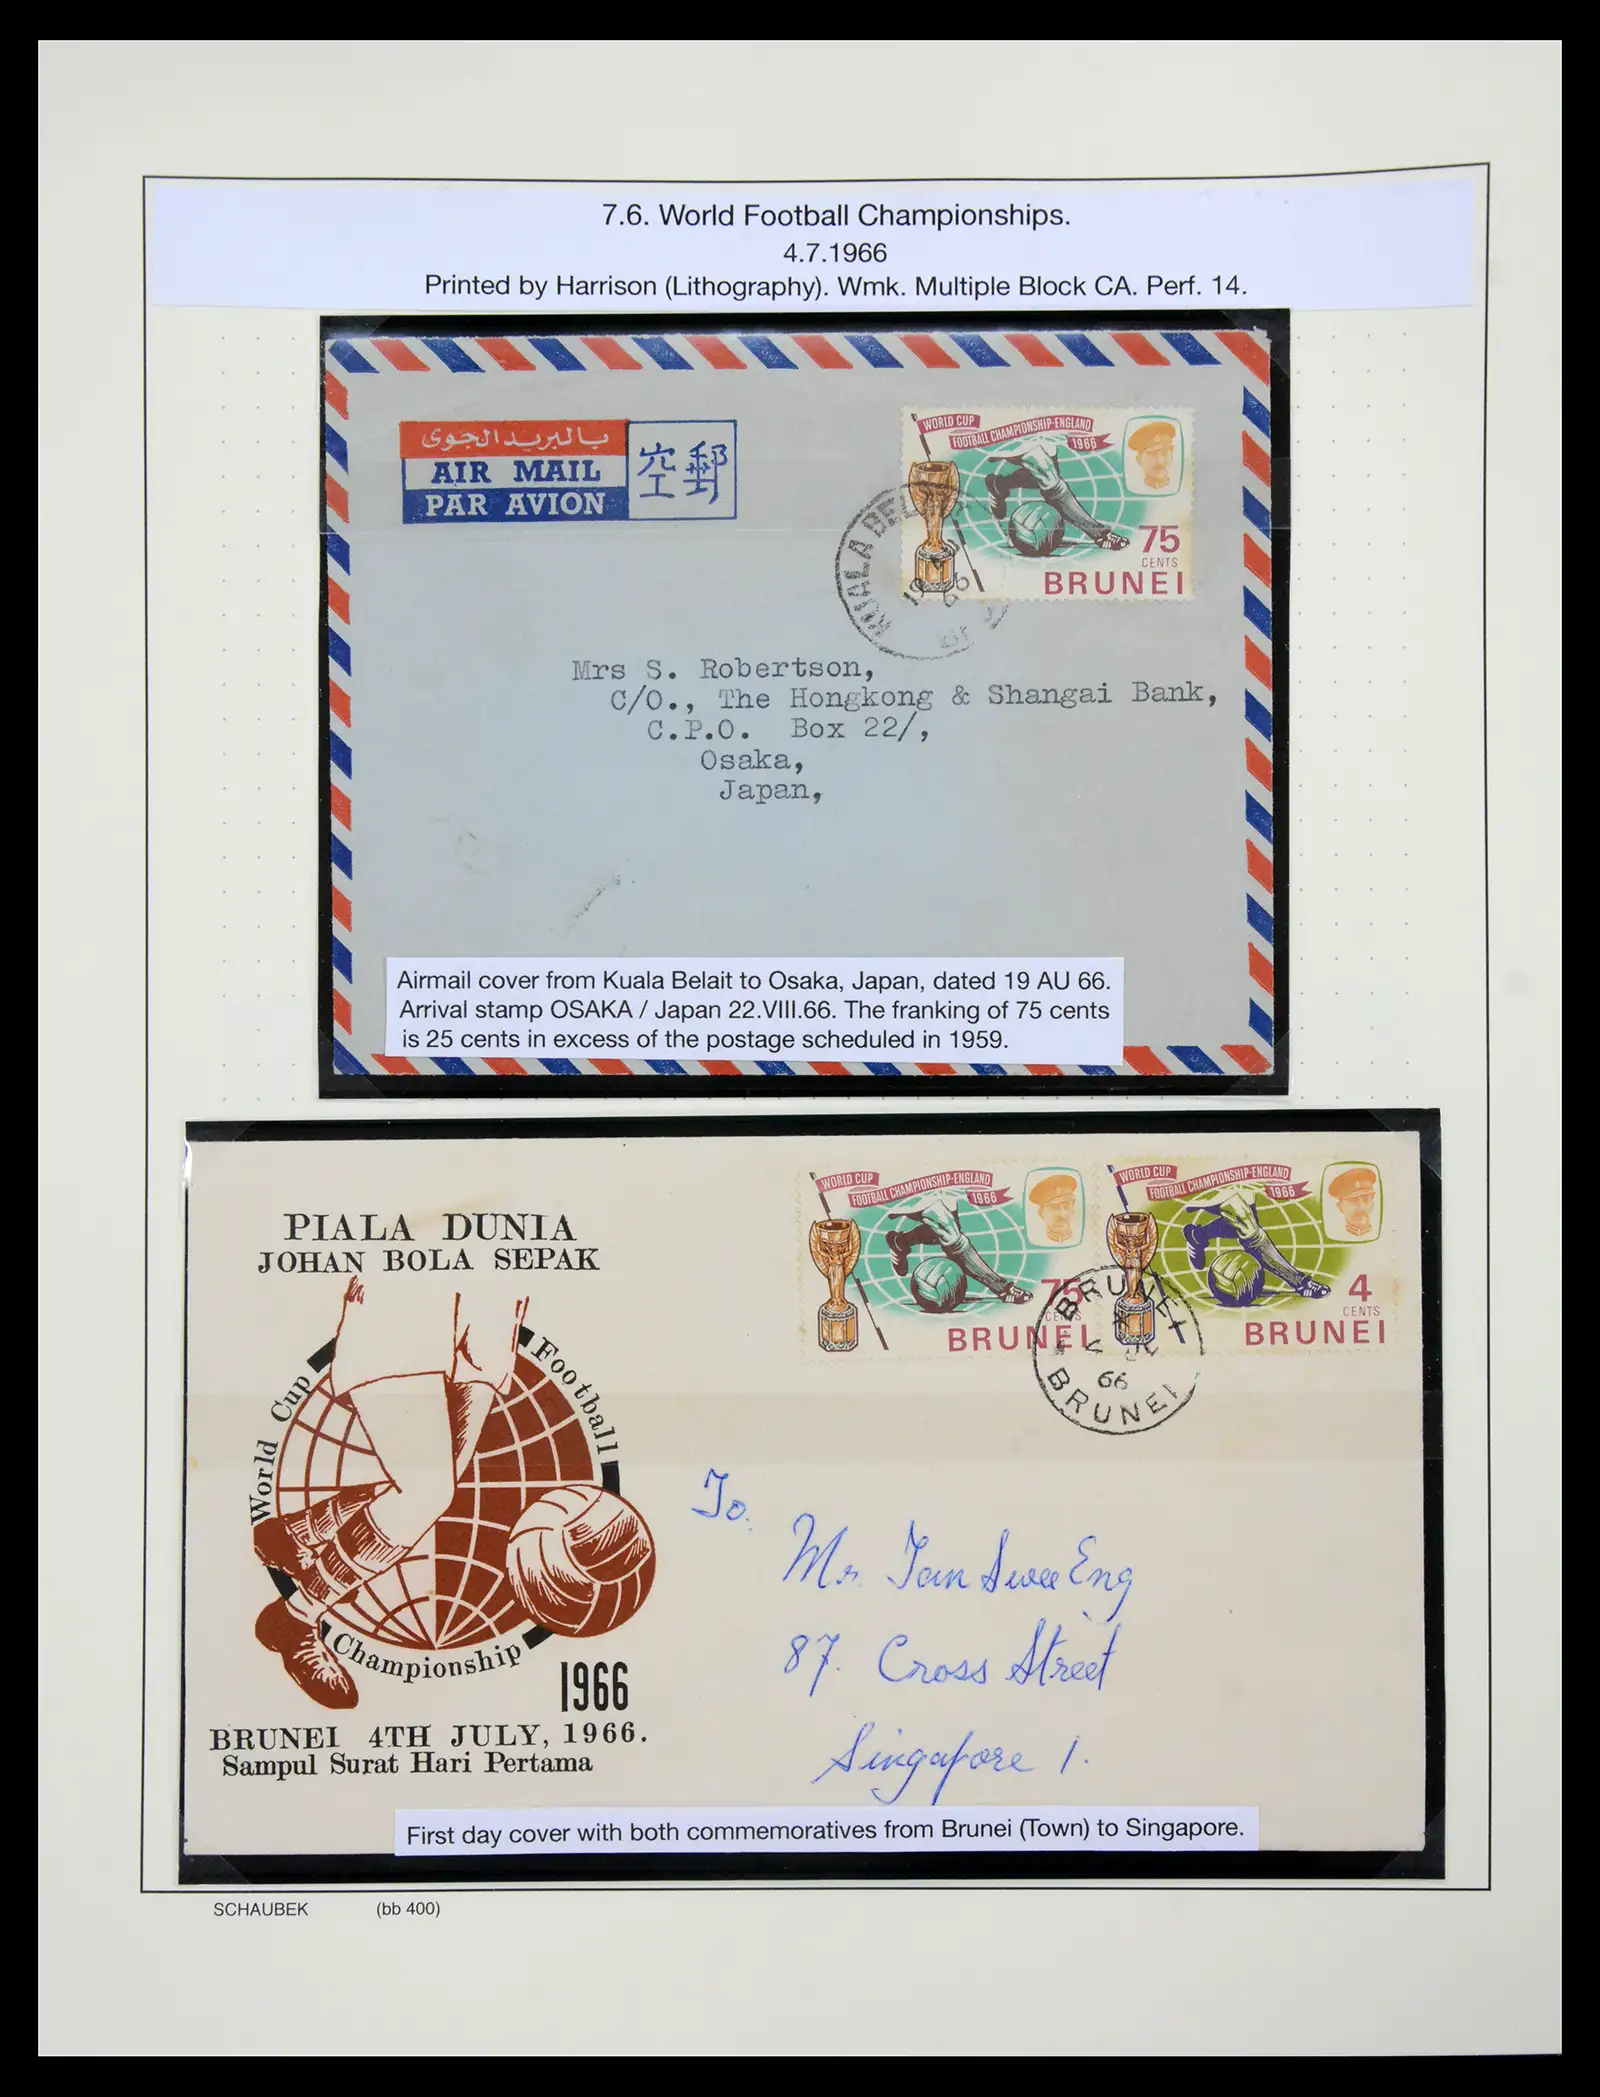 7.6. World Football Championships.
4.7.1966
Printed by Harrison (Lithography). Wmk. Multiple Block CA. Perf. 14.
بالبريد الجوى
AIR MAIL
PAR AVION
空郵
WORLD CUP
FOOTBALL CHAMPIONSHIP-ENGLAND
1966
75
CENTS
BRUNEI
KUALA BELAIT
19 AU
66
Mrs S. Robertson,
C/O., The Hongkong & Shangai Bank,
C.P.O. Box 22/,
Osaka,
Japan,
Airmail cover from Kuala Belait to Osaka, Japan, dated 19 AU 66.
Arrival stamp OSAKA / Japan 22.VIII.66. The franking of 75 cents
is 25 cents in excess of the postage scheduled in 1959.
PIALA DUNIA
JOHAN BOLA SEPAK
World Cup Football
Championship
1966
BRUNEI 4TH JULY, 1966.
Sampul Surat Hari Pertama
WORLD CUP
FOOTBALL CHAMPIONSHIP-ENGLAND
1966
75
CENTS
BRUNEI
WORLD CUP
FOOTBALL CHAMPIONSHIP-ENGLAND
1966
4
CENTS
BRUNEI
BRUNEI
JL
66
BRUNEI
To.
Mr. Tan Swee Eng
87. Cross Street
Singapore 1.
First day cover with both commemoratives from Brunei (Town) to Singapore.
SCHAUBEK (bb 400)